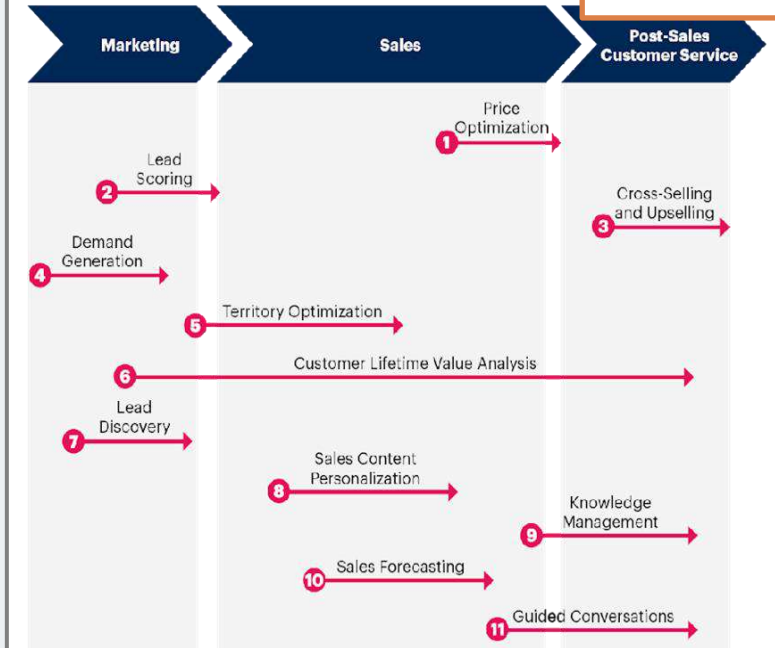 Marketing
Sales
Post-Sales
Customer Service
Price
Optimization
1
Lead
Scoring
2
Cross-Selling
and Upselling
3
Demand
Generation
4
Territory Optimization
5
Customer Lifetime Value Analysis
6
Lead
Discovery
7
Sales Content
Personalization
8
Knowledge
Management
9
Sales Forecasting
10
Guided Conversations
11